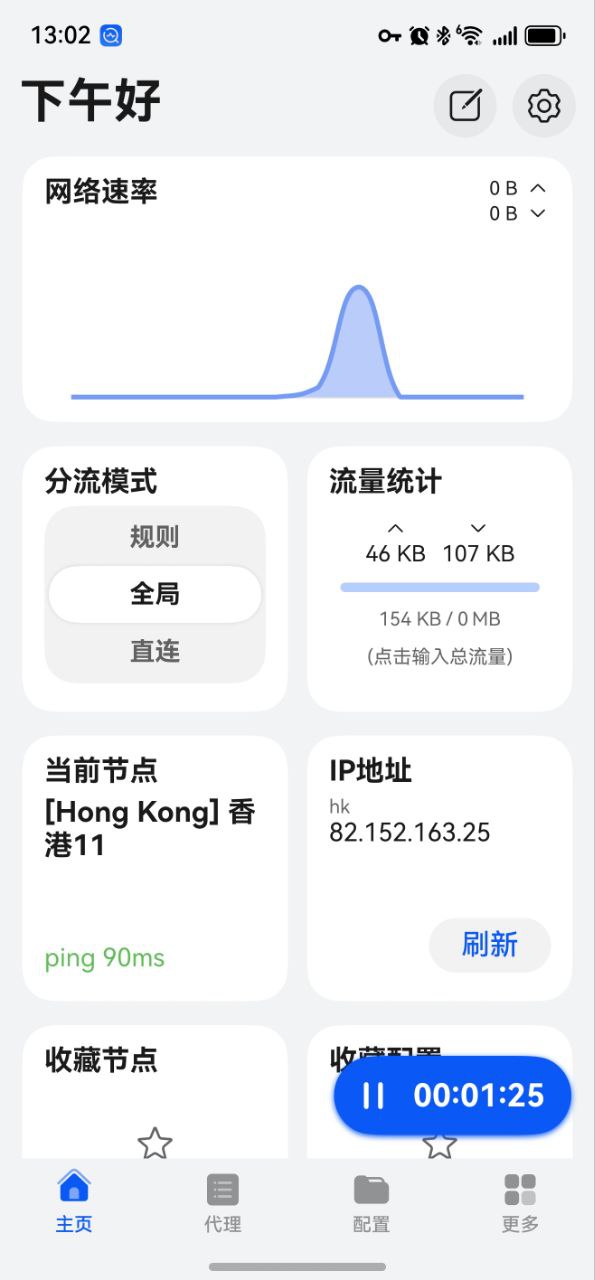 13:02
下午好
网络速率
0 B
0 B
分流模式
规则
全局
直连
流量统计
46 KB 107 KB
154 KB / 0 MB
(点击输入总流量)
当前节点
[Hong Kong] 香
港11
ping 90ms
IP地址
hk
82.152.163.25
刷新
收藏节点
收藏配置
00:01:25
主页
代理
配置
更多